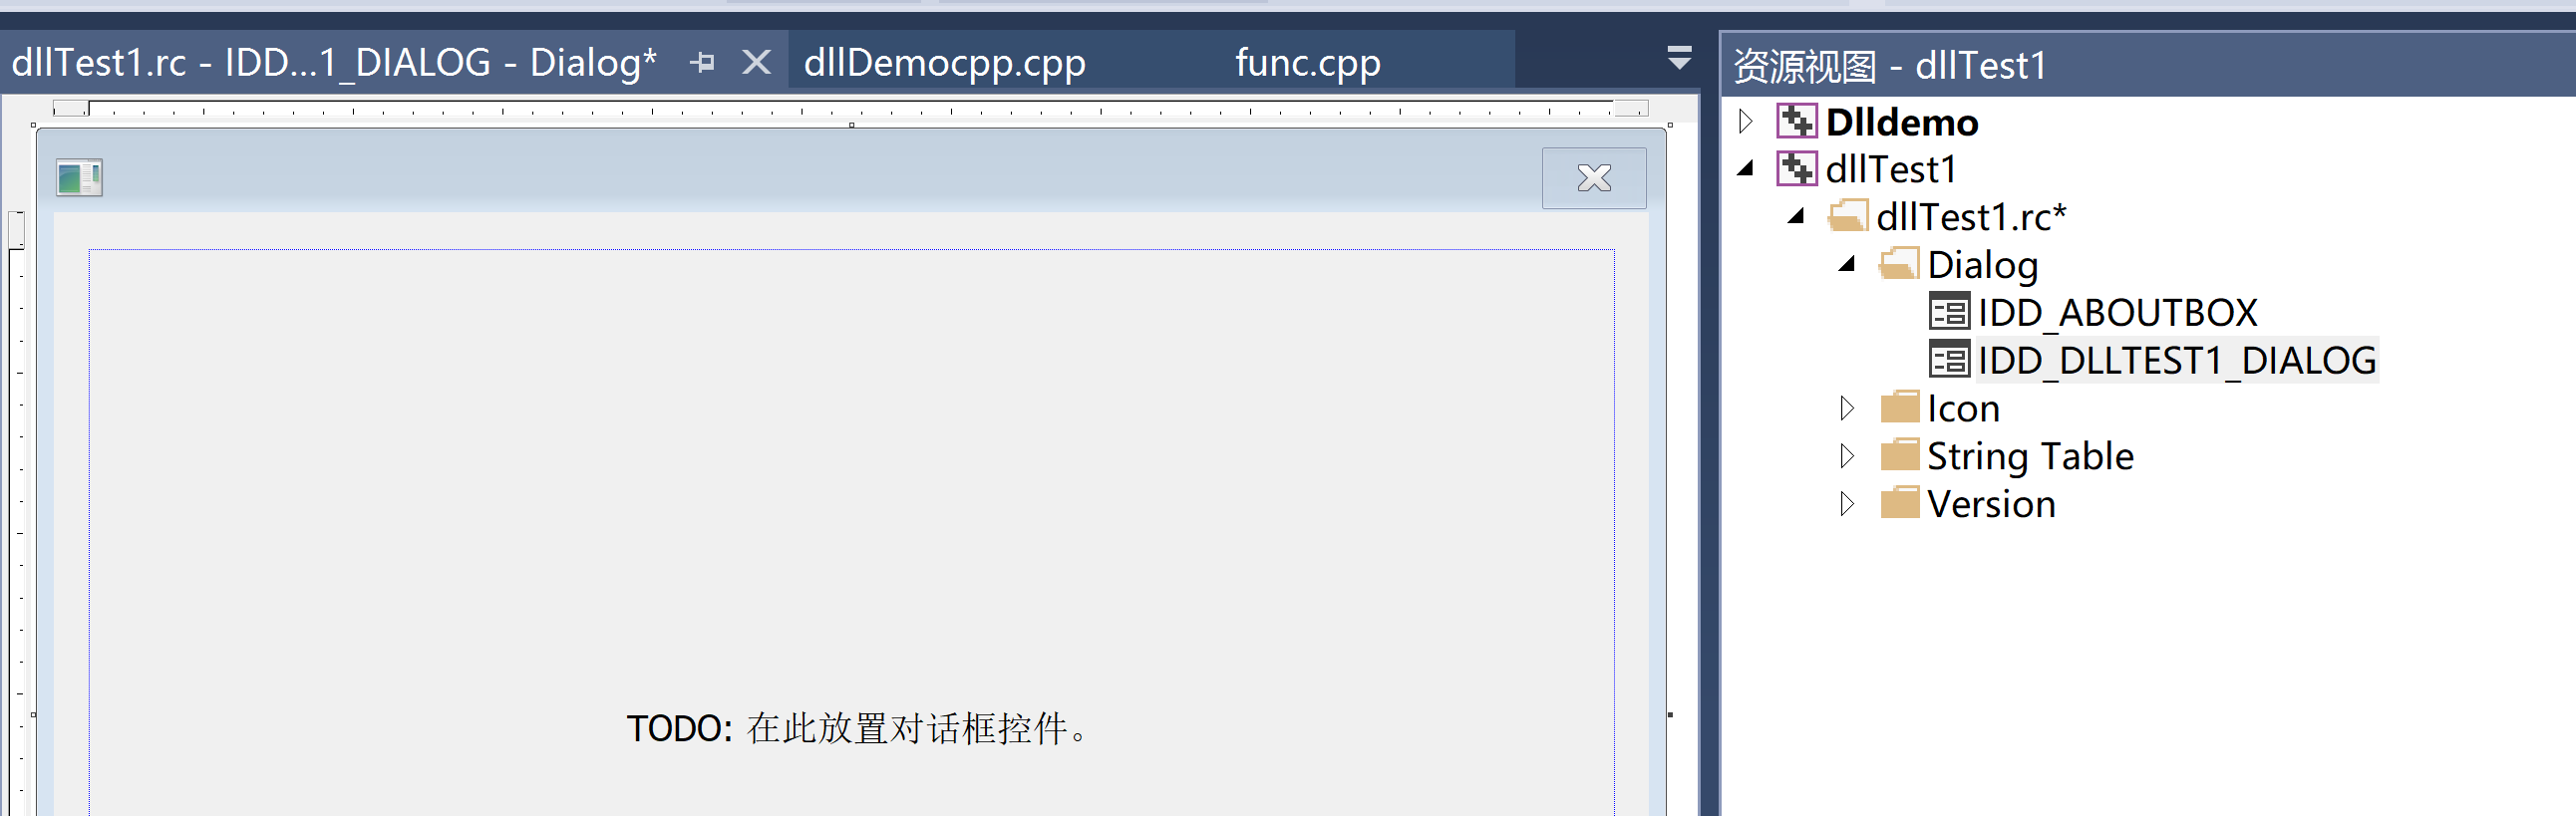 dllTest1.rc - IDD...1_DIALOG - Dialog*
dllDemocpp.cpp
func.cpp
TODO: 在此放置对话框控件。
资源视图 - dllTest1
Dlldemo
dllTest1
dllTest1.rc*
Dialog
IDD_ABOUTBOX
IDD_DLLTEST1_DIALOG
Icon
String Table
Version